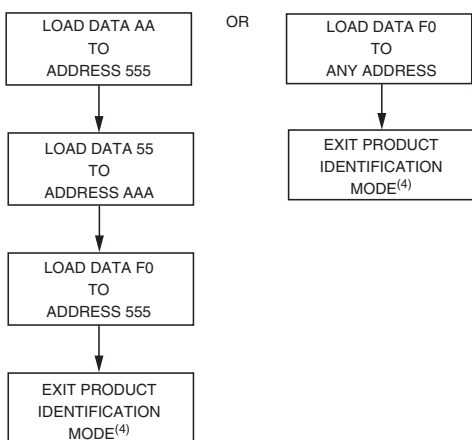 LOAD DATA AA
TO
ADDRESS 555
LOAD DATA 55
TO
ADDRESS AAA
LOAD DATA F0
TO
ADDRESS 555
EXIT PRODUCT
IDENTIFICATION
MODE(4)
OR
LOAD DATA F0
TO
ANY ADDRESS
EXIT PRODUCT
IDENTIFICATION
MODE(4)